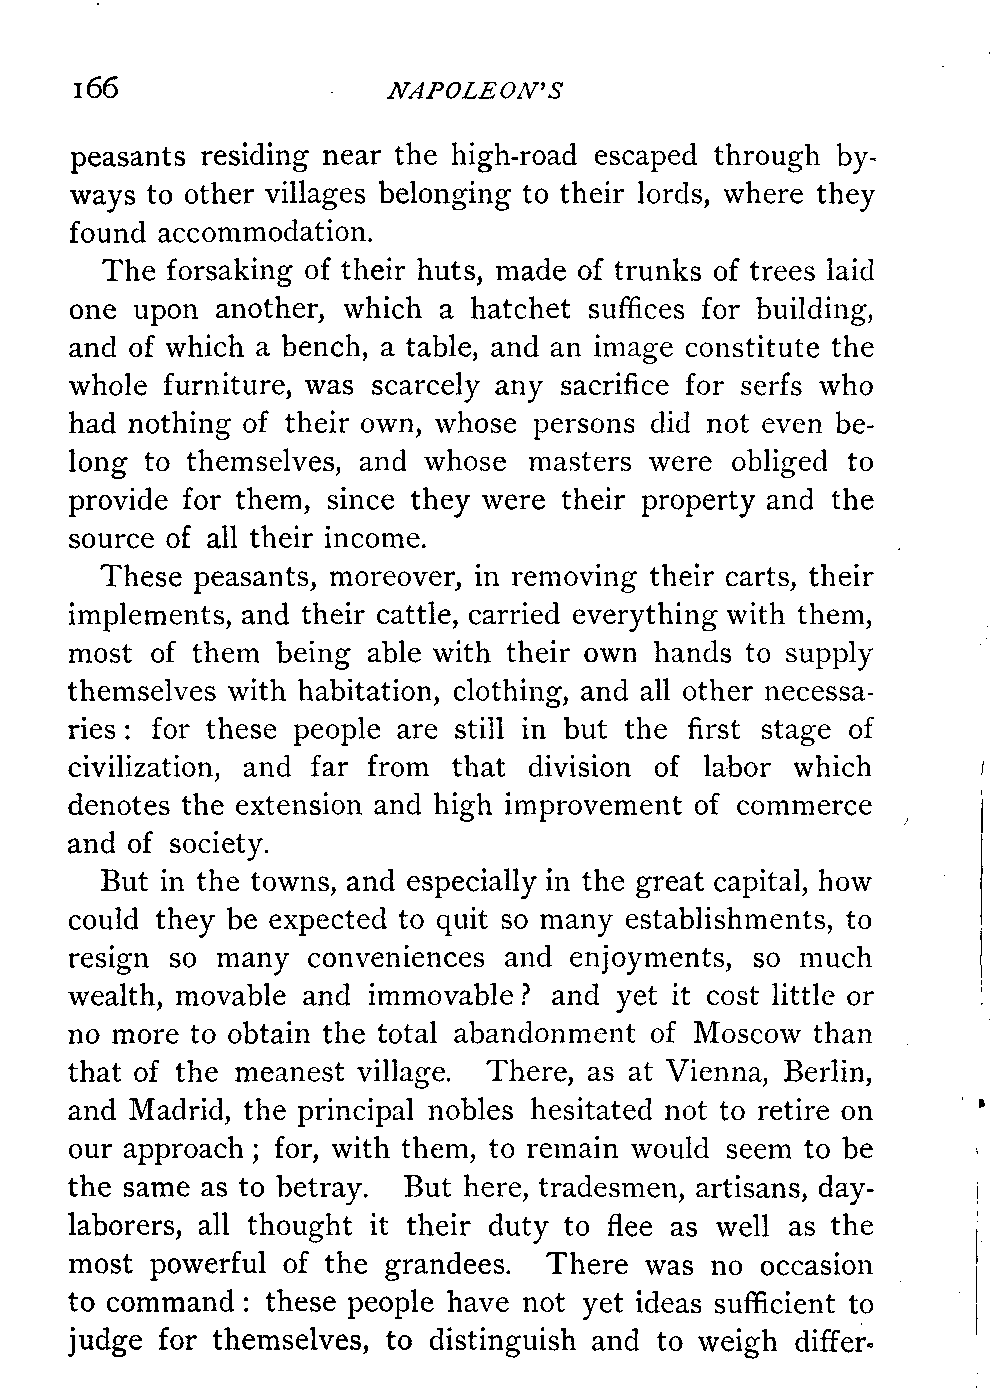 166 NAPOLEON'S
peasants residing near the high-road escaped through by-
ways to other villages belonging to their lords, where they
found accommodation.
The forsaking of their huts, made of trunks of trees laid
one upon another, which a hatchet suffices for building,
and of which a bench, a table, and an image constitute the
whole furniture, was scarcely any sacrifice for serfs who
had nothing of their own, whose persons did not even be-
long to themselves, and whose masters were obliged to
provide for them, since they were their property and the
source of all their income.
These peasants, moreover, in removing their carts, their
implements, and their cattle, carried everything with them,
most of them being able with their own hands to supply
themselves with habitation, clothing, and all other necessa-
ries : for these people are still in but the first stage of
civilization, and far from that division of labor which
denotes the extension and high improvement of commerce
and of society.
But in the towns, and especially in the great capital, how
could they be expected to quit so many establishments, to
resign so many conveniences and enjoyments, so much
wealth, movable and immovable ? and yet it cost little or
no more to obtain the total abandonment of Moscow than
that of the meanest village. There, as at Vienna, Berlin,
and Madrid, the principal nobles hesitated not to retire on
our approach ; for, with them, to remain would seem to be
the same as to betray. But here, tradesmen, artisans, day-
laborers, all thought it their duty to flee as well as the
most powerful of the grandees. There was no occasion
to command : these people have not yet ideas sufficient to
judge for themselves, to distinguish and to weigh differ-